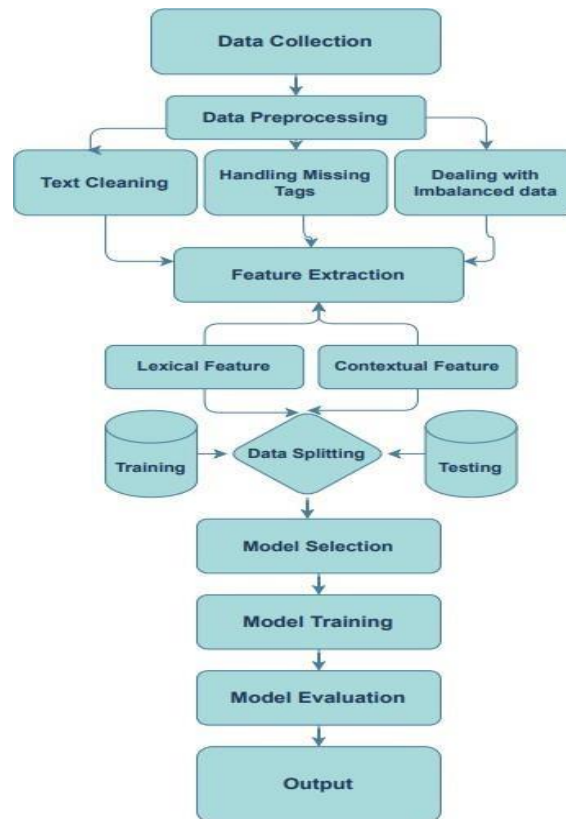 Data Collection
Data Preprocessing
Text Cleaning
Handling Missing
Tags
Dealing with
Imbalanced data
Feature Extraction
Lexical Feature
Contextual Feature
Training
Data Splitting
Testing
Model Selection
Model Training
Model Evaluation
Output